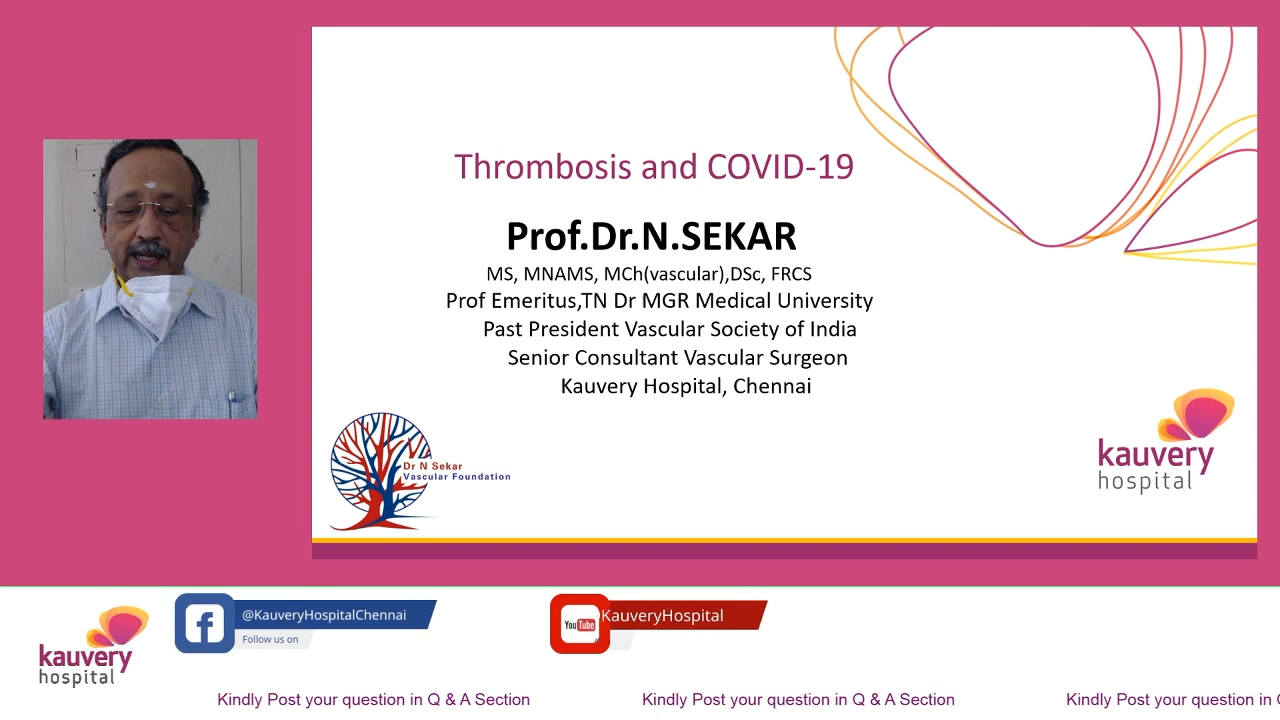 Thrombosis and COVID-19
Prof.Dr.N.SEKAR
MS, MNAMS, MCh(vascular),DSc, FRCS
Prof Emeritus,TN Dr MGR Medical University
Past President Vascular Society of India
Senior Consultant Vascular Surgeon
Kauvery Hospital, Chennai
Dr N Sekar
Vascular Foundation
kauvery
hospital
kauvery
hospital
@KauveryHospitalChennai
Follow us on
YouTube
KauveryHospital
Kindly Post your question in Q & A Section
Kindly Post your question in Q & A Section
Kindly Post your question in